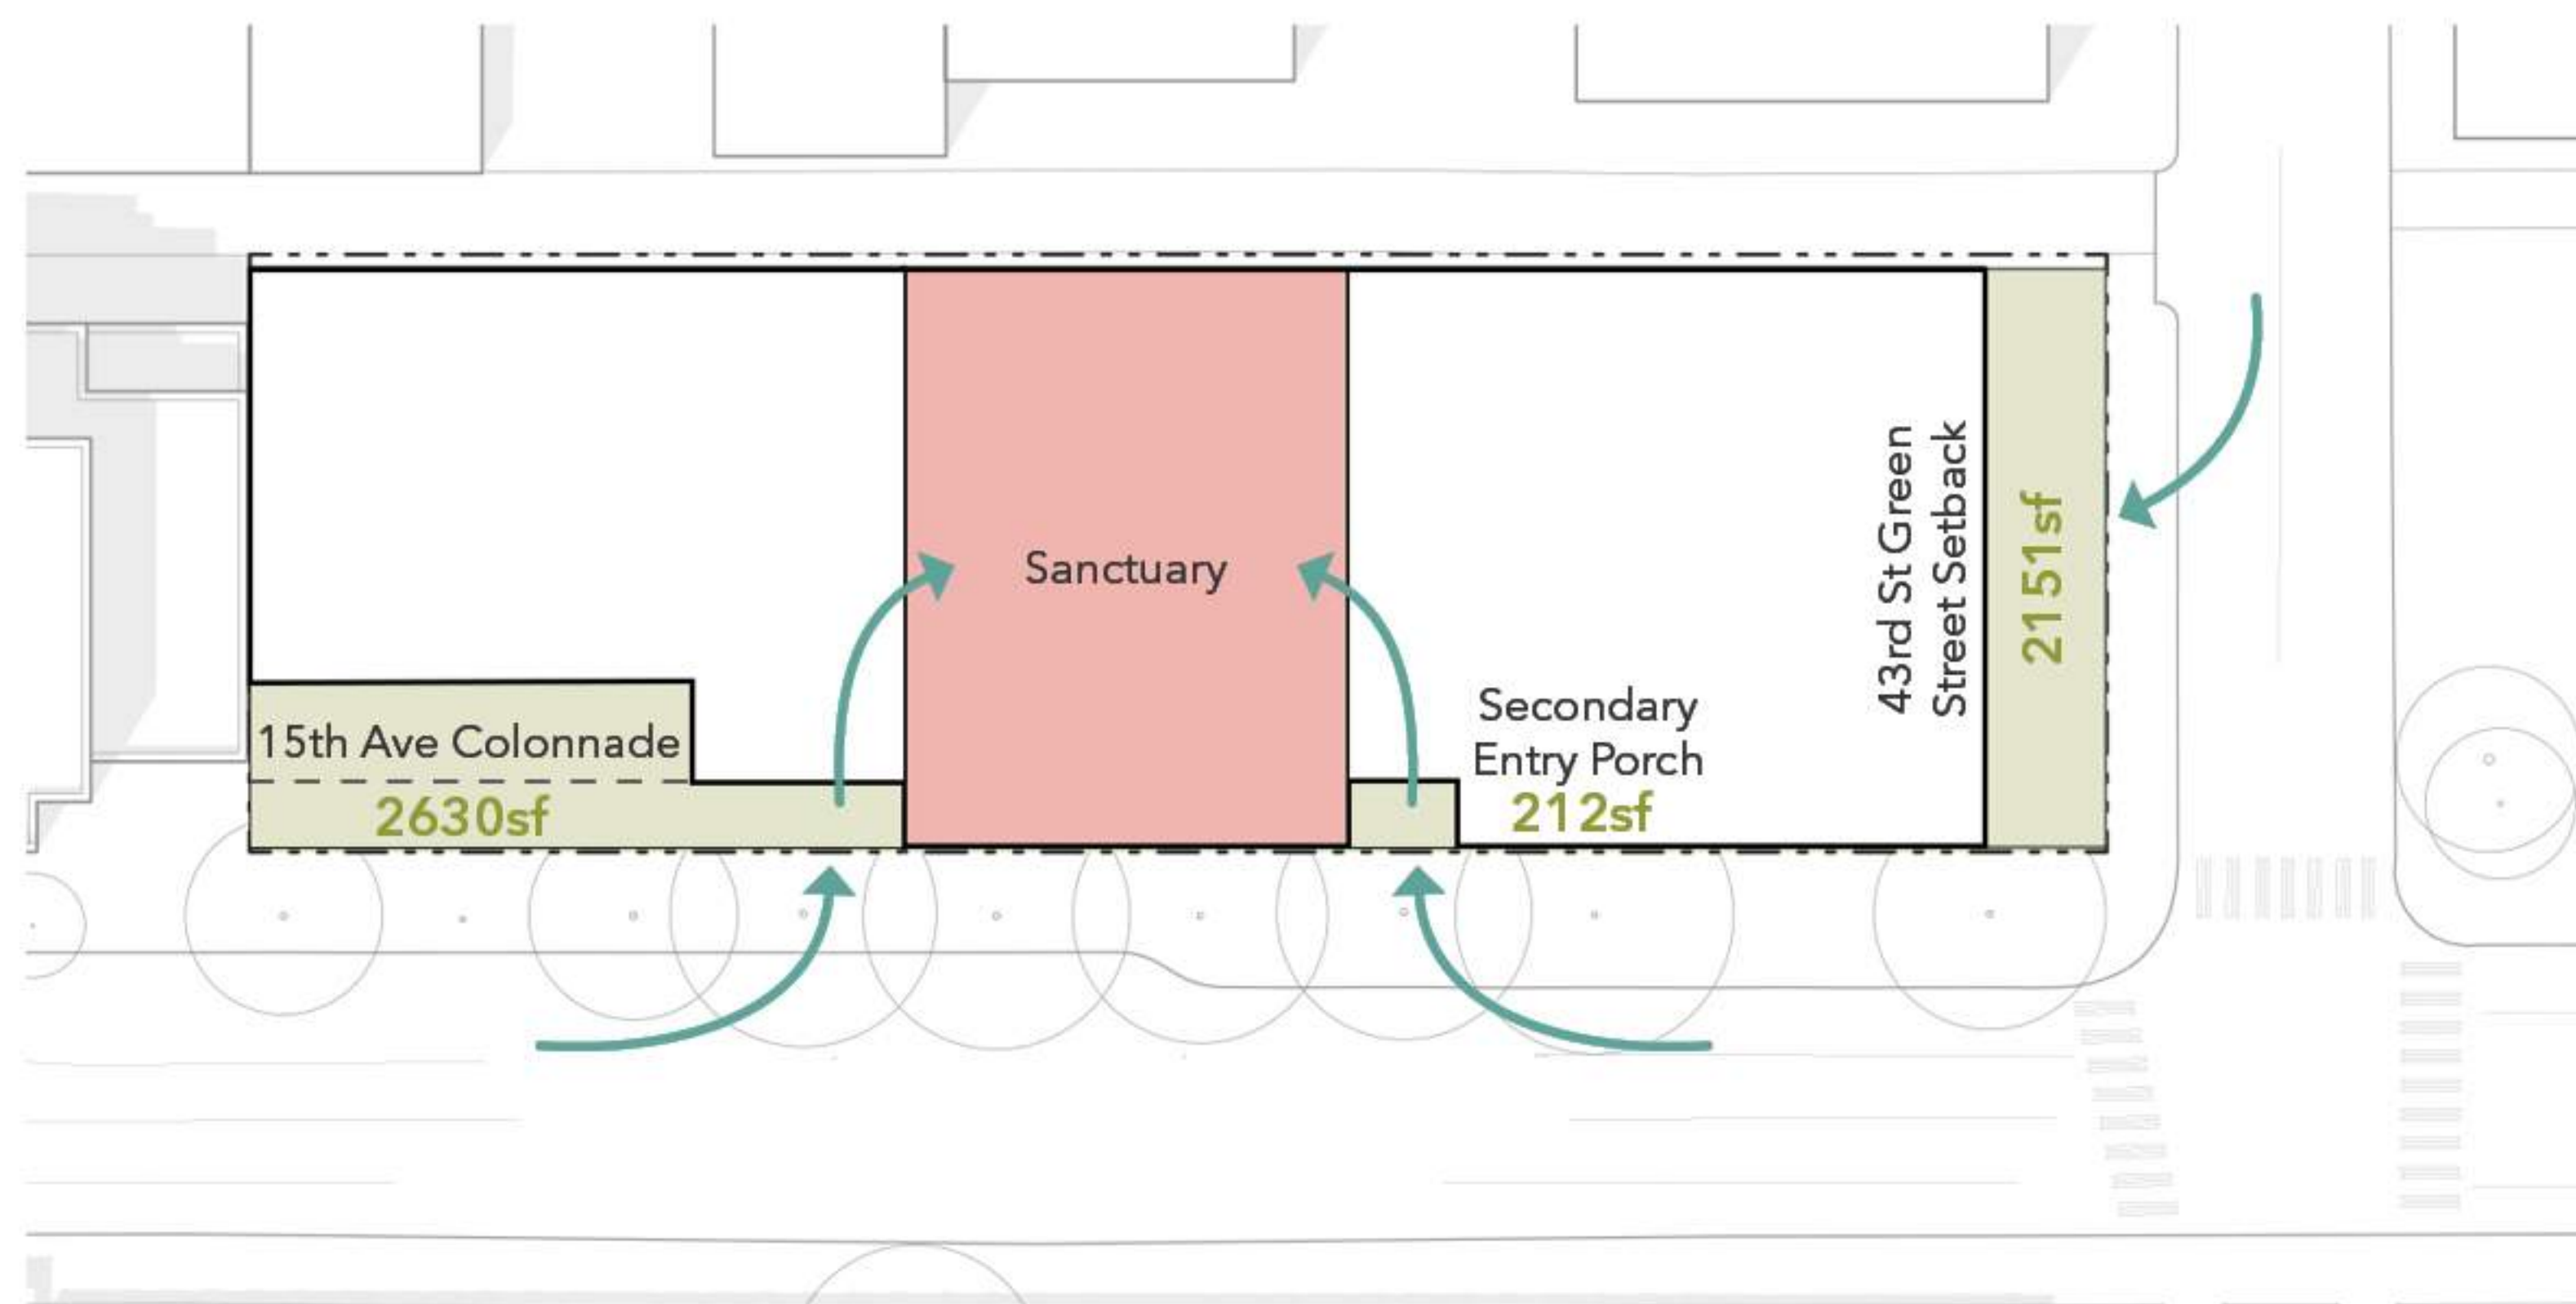 Sanctuary
15th Ave Colonnade
2630sf
Secondary
Entry Porch
212sf
43rd St Green
Street Setback
2151sf